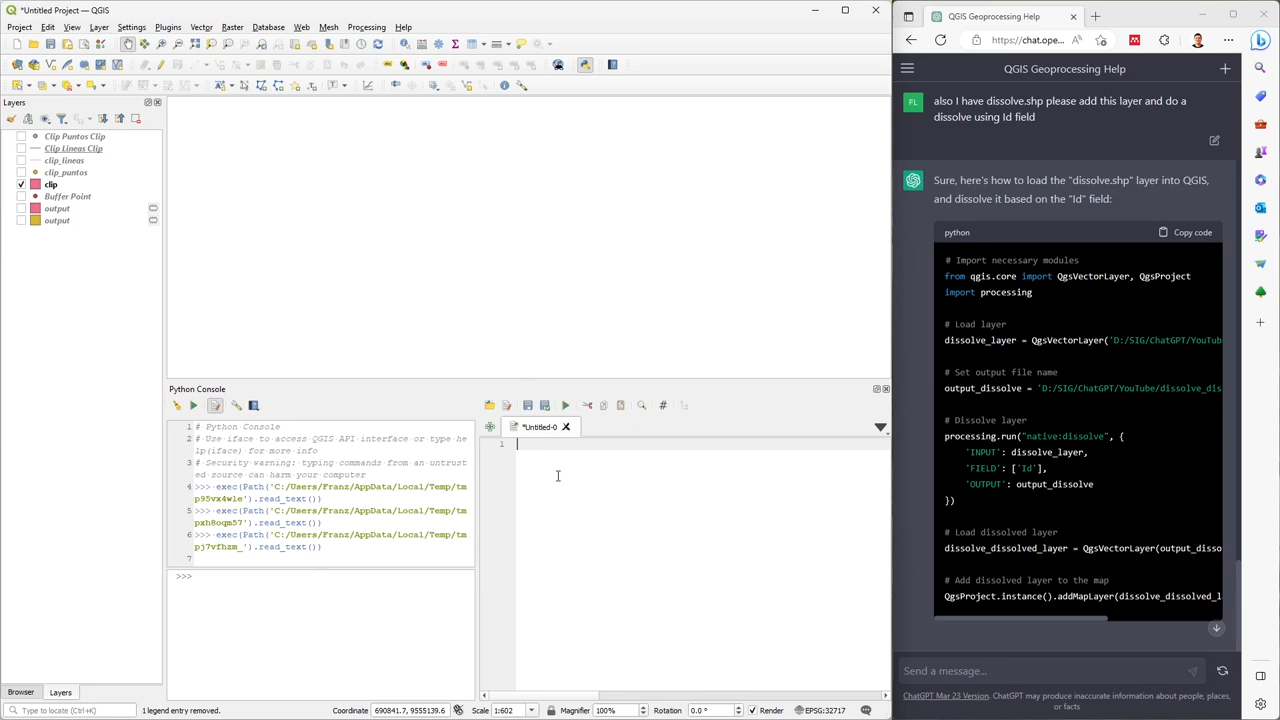 *Untitled Project — QGIS
Project Edit View Layer Settings Plugins Vector Raster Database Web Mesh Processing Help
Layers
Clip Puntos Clip
Clip Lineas Clip
clip_lineas
clip_puntos
clip
Buffer Point
output
output
Python Console
1 # Python Console
2 # Use iface to access QGIS API interface or type he
lp(iface) for more info
3 # Security warning: typing commands from an untrust
ed source can harm your computer
4 >>> exec(Path('C:/Users/Franz/AppData/Local/Temp/tm
p95vx4wle').read_text())
5 >>> exec(Path('C:/Users/Franz/AppData/Local/Temp/tm
pxh8oqm57').read_text())
6 >>> exec(Path('C:/Users/Franz/AppData/Local/Temp/tm
pj7vfhzm_').read_text())
7
>>>
*Untitled-0
1
Browser Layers
Type to locate (Ctrl+K)
1 legend entry removed.
Coordinate 690841.7, 9555139.6
Scale 1:602
Magnifier 100%
Rotation 0.0 °
Render
EPSG:32717
QGIS Geoprocessing Help
https://chat.ope...
QGIS Geoprocessing Help
FL
also I have dissolve.shp please add this layer and do a
dissolve using Id field
Sure, here's how to load the "dissolve.shp" layer into QGIS,
and dissolve it based on the "Id" field:
python
Copy code
# Import necessary modules
from qgis.core import QgsVectorLayer, QgsProject
import processing
# Load layer
dissolve_layer = QgsVectorLayer('D:/SIG/ChatGPT/YouTub
# Set output file name
output_dissolve = 'D:/SIG/ChatGPT/YouTube/dissolve_dis
# Dissolve layer
processing.run("native:dissolve", {
'INPUT': dissolve_layer,
'FIELD': ['Id'],
'OUTPUT': output_dissolve
})
# Load dissolved layer
dissolve_dissolved_layer = QgsVectorLayer(output_disso
# Add dissolved layer to the map
QgsProject.instance().addMapLayer(dissolve_dissolved_l
Send a message...
ChatGPT Mar 23 Version. ChatGPT may produce inaccurate information about people, places,
or facts